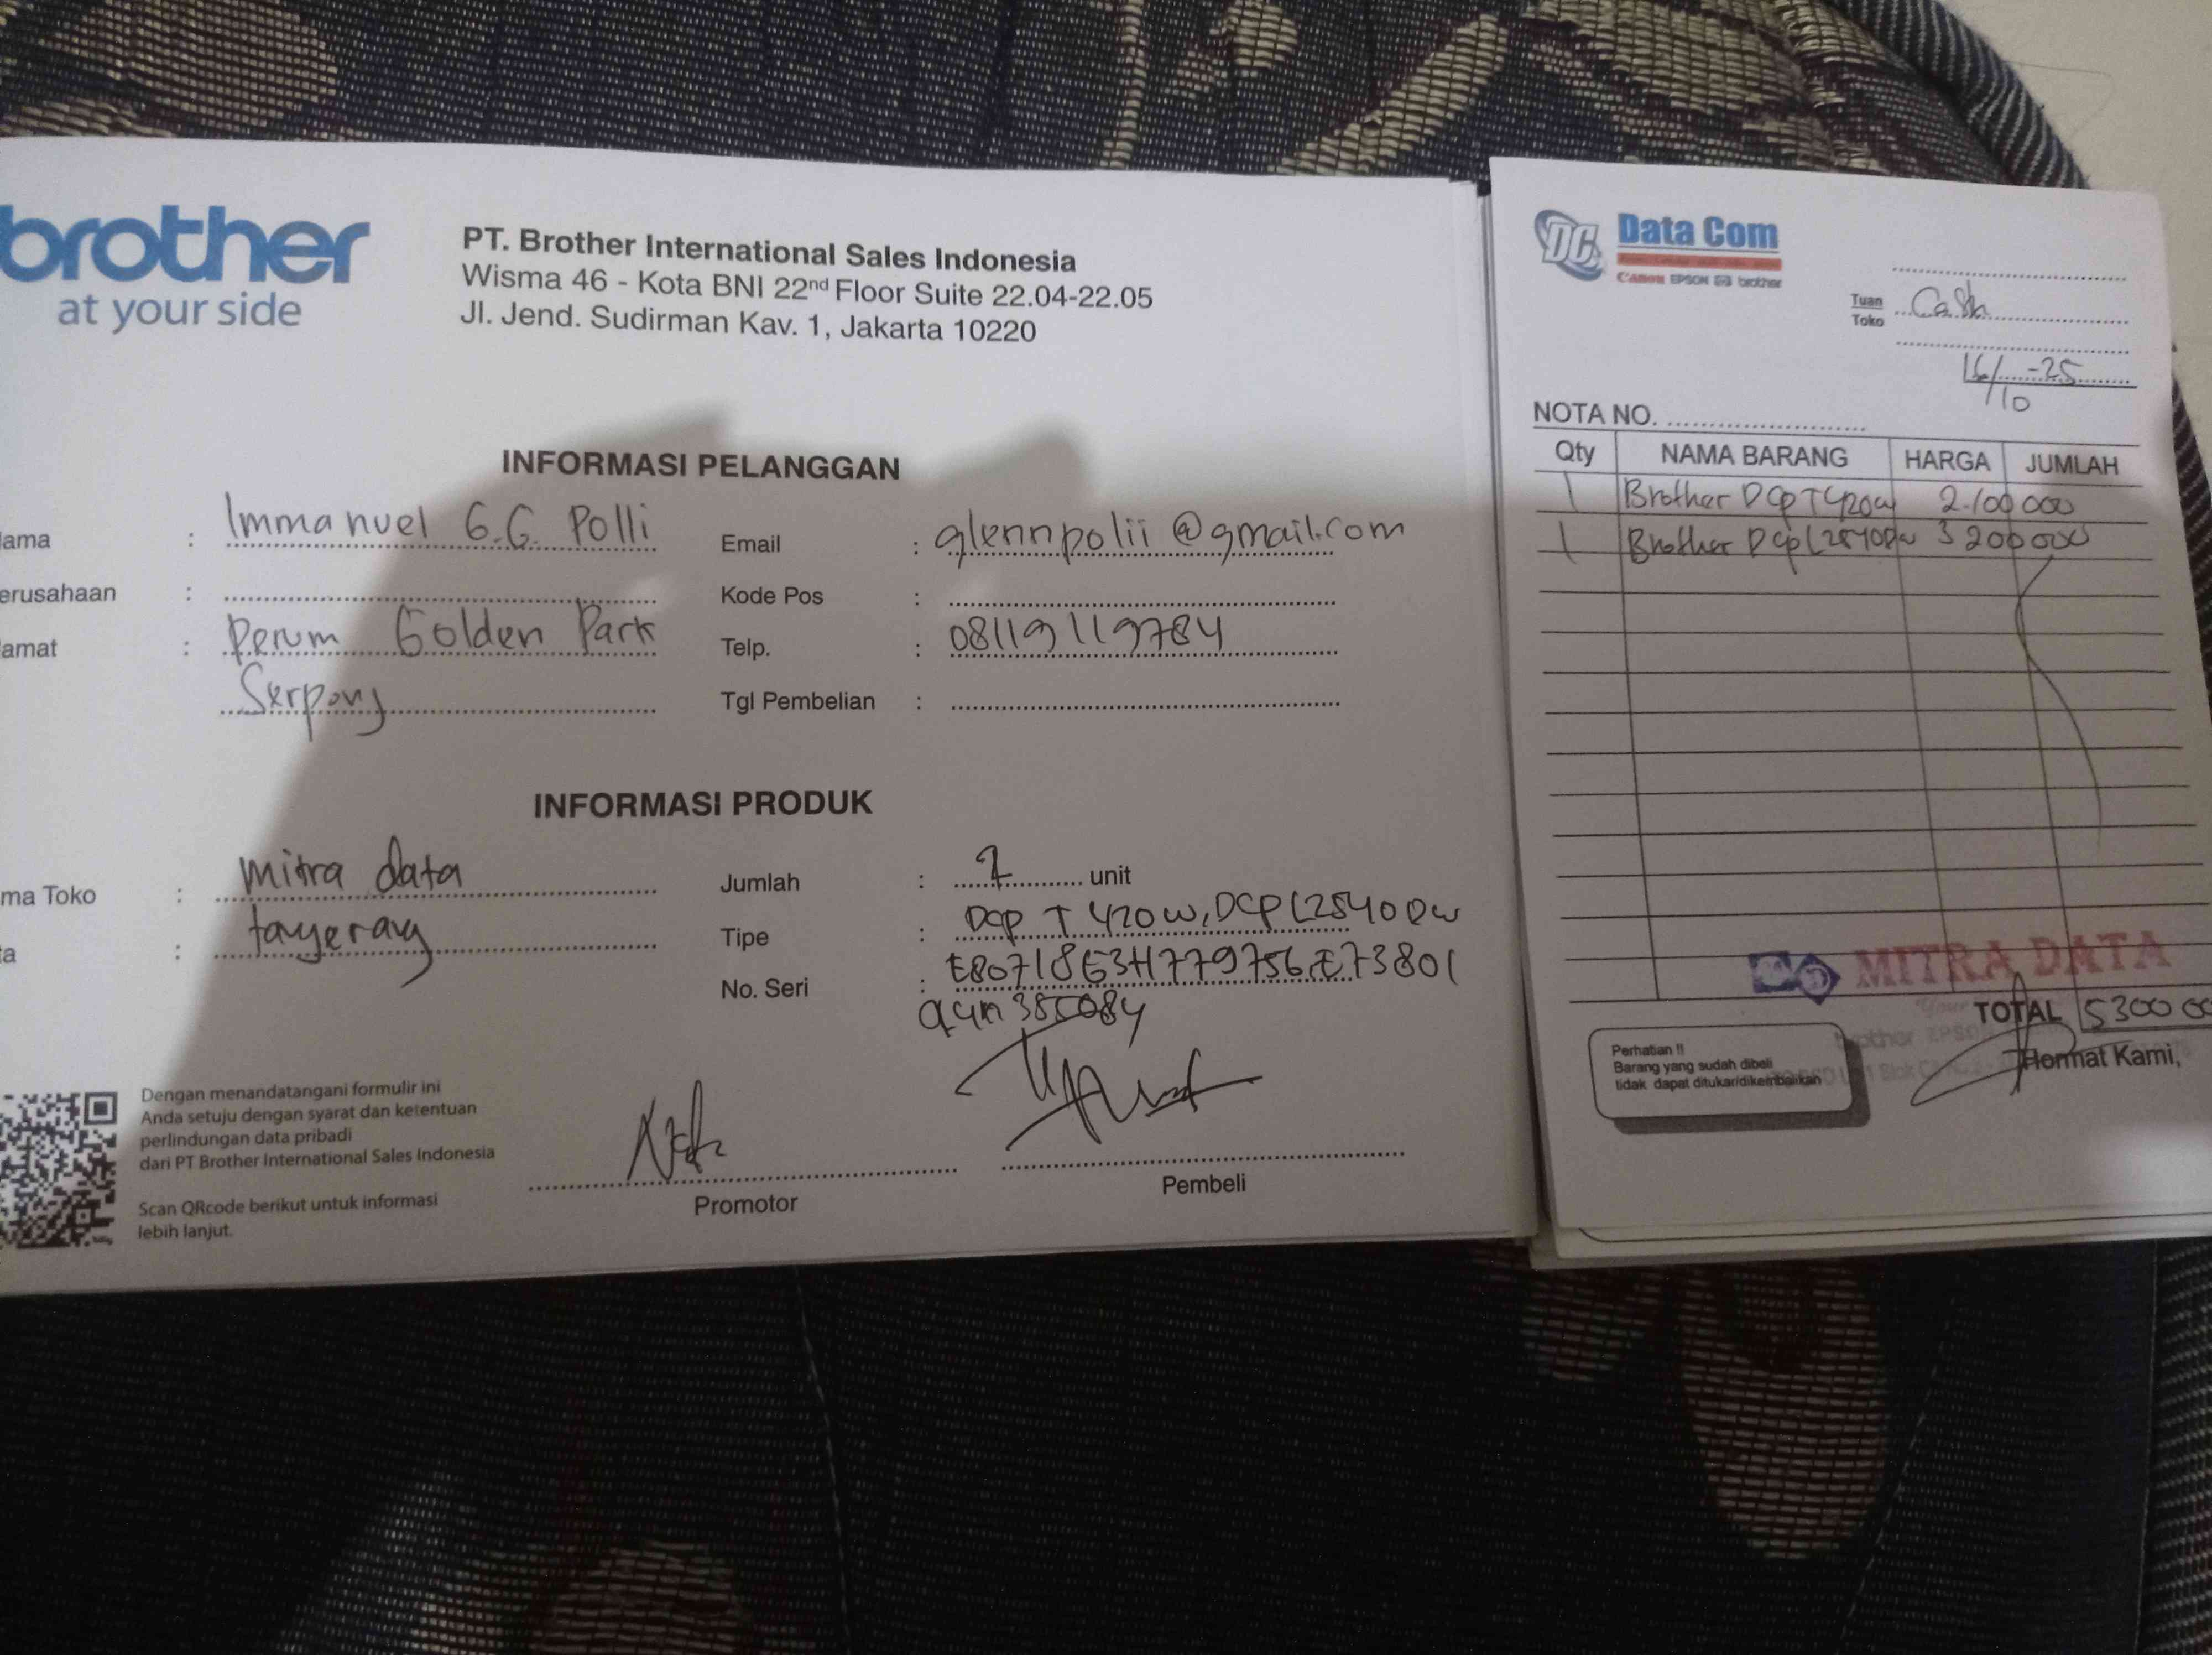 brother
at your side
PT. Brother International Sales Indonesia
Wisma 46 - Kota BNI 22nd Floor Suite 22.04-22.05
Jl. Jend. Sudirman Kav. 1, Jakarta 10220
INFORMASI PELANGGAN
ama : Immanuel G.G. Polli
erusahaan :
amat : Perum Golden Park
Serpong
Email : glennpolii@gmail.com
Kode Pos :
Telp. : 08119119784
Tgl Pembelian :
INFORMASI PRODUK
ma Toko : mitra data
a : tangerang
Jumlah : 2 unit
Tipe : DCP T420W, DCP L2540DW
No. Seri :
Dengan menandatangani formulir ini
Anda setuju dengan syarat dan ketentuan
perlindungan data pribadi
dari PT Brother International Sales Indonesia
Scan QRcode berikut untuk informasi
lebih lanjut.
Promotor
Pembeli
DC Data Com
Canon EPSON brother
Tuan
Toko Cash
16/10-25
NOTA NO.
Qty NAMA BARANG HARGA JUMLAH
1 Brother DCP T420W 2.100 000
1 Brother DCP L2540DW 3 200 000
MITRA DATA
TOTAL 5300 00
Hormat Kami,
Perhatian !!
Barang yang sudah dibeli
tidak dapat ditukar/dikembalikan